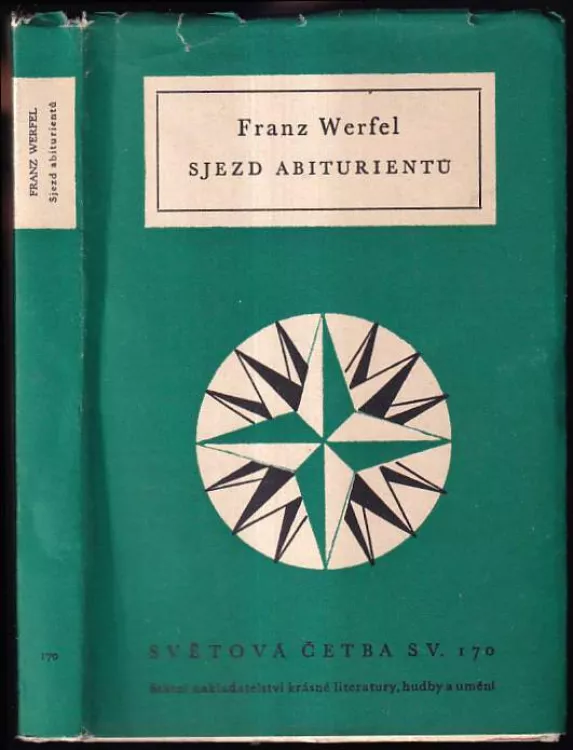 FRANZ WERFEL
Sjezd abiturientů
170
Franz Werfel
SJEZD ABITURIENTŮ
SVĚTOVÁ ČETBA SV. 170
Státní nakladatelství krásné literatury, hudby a umění